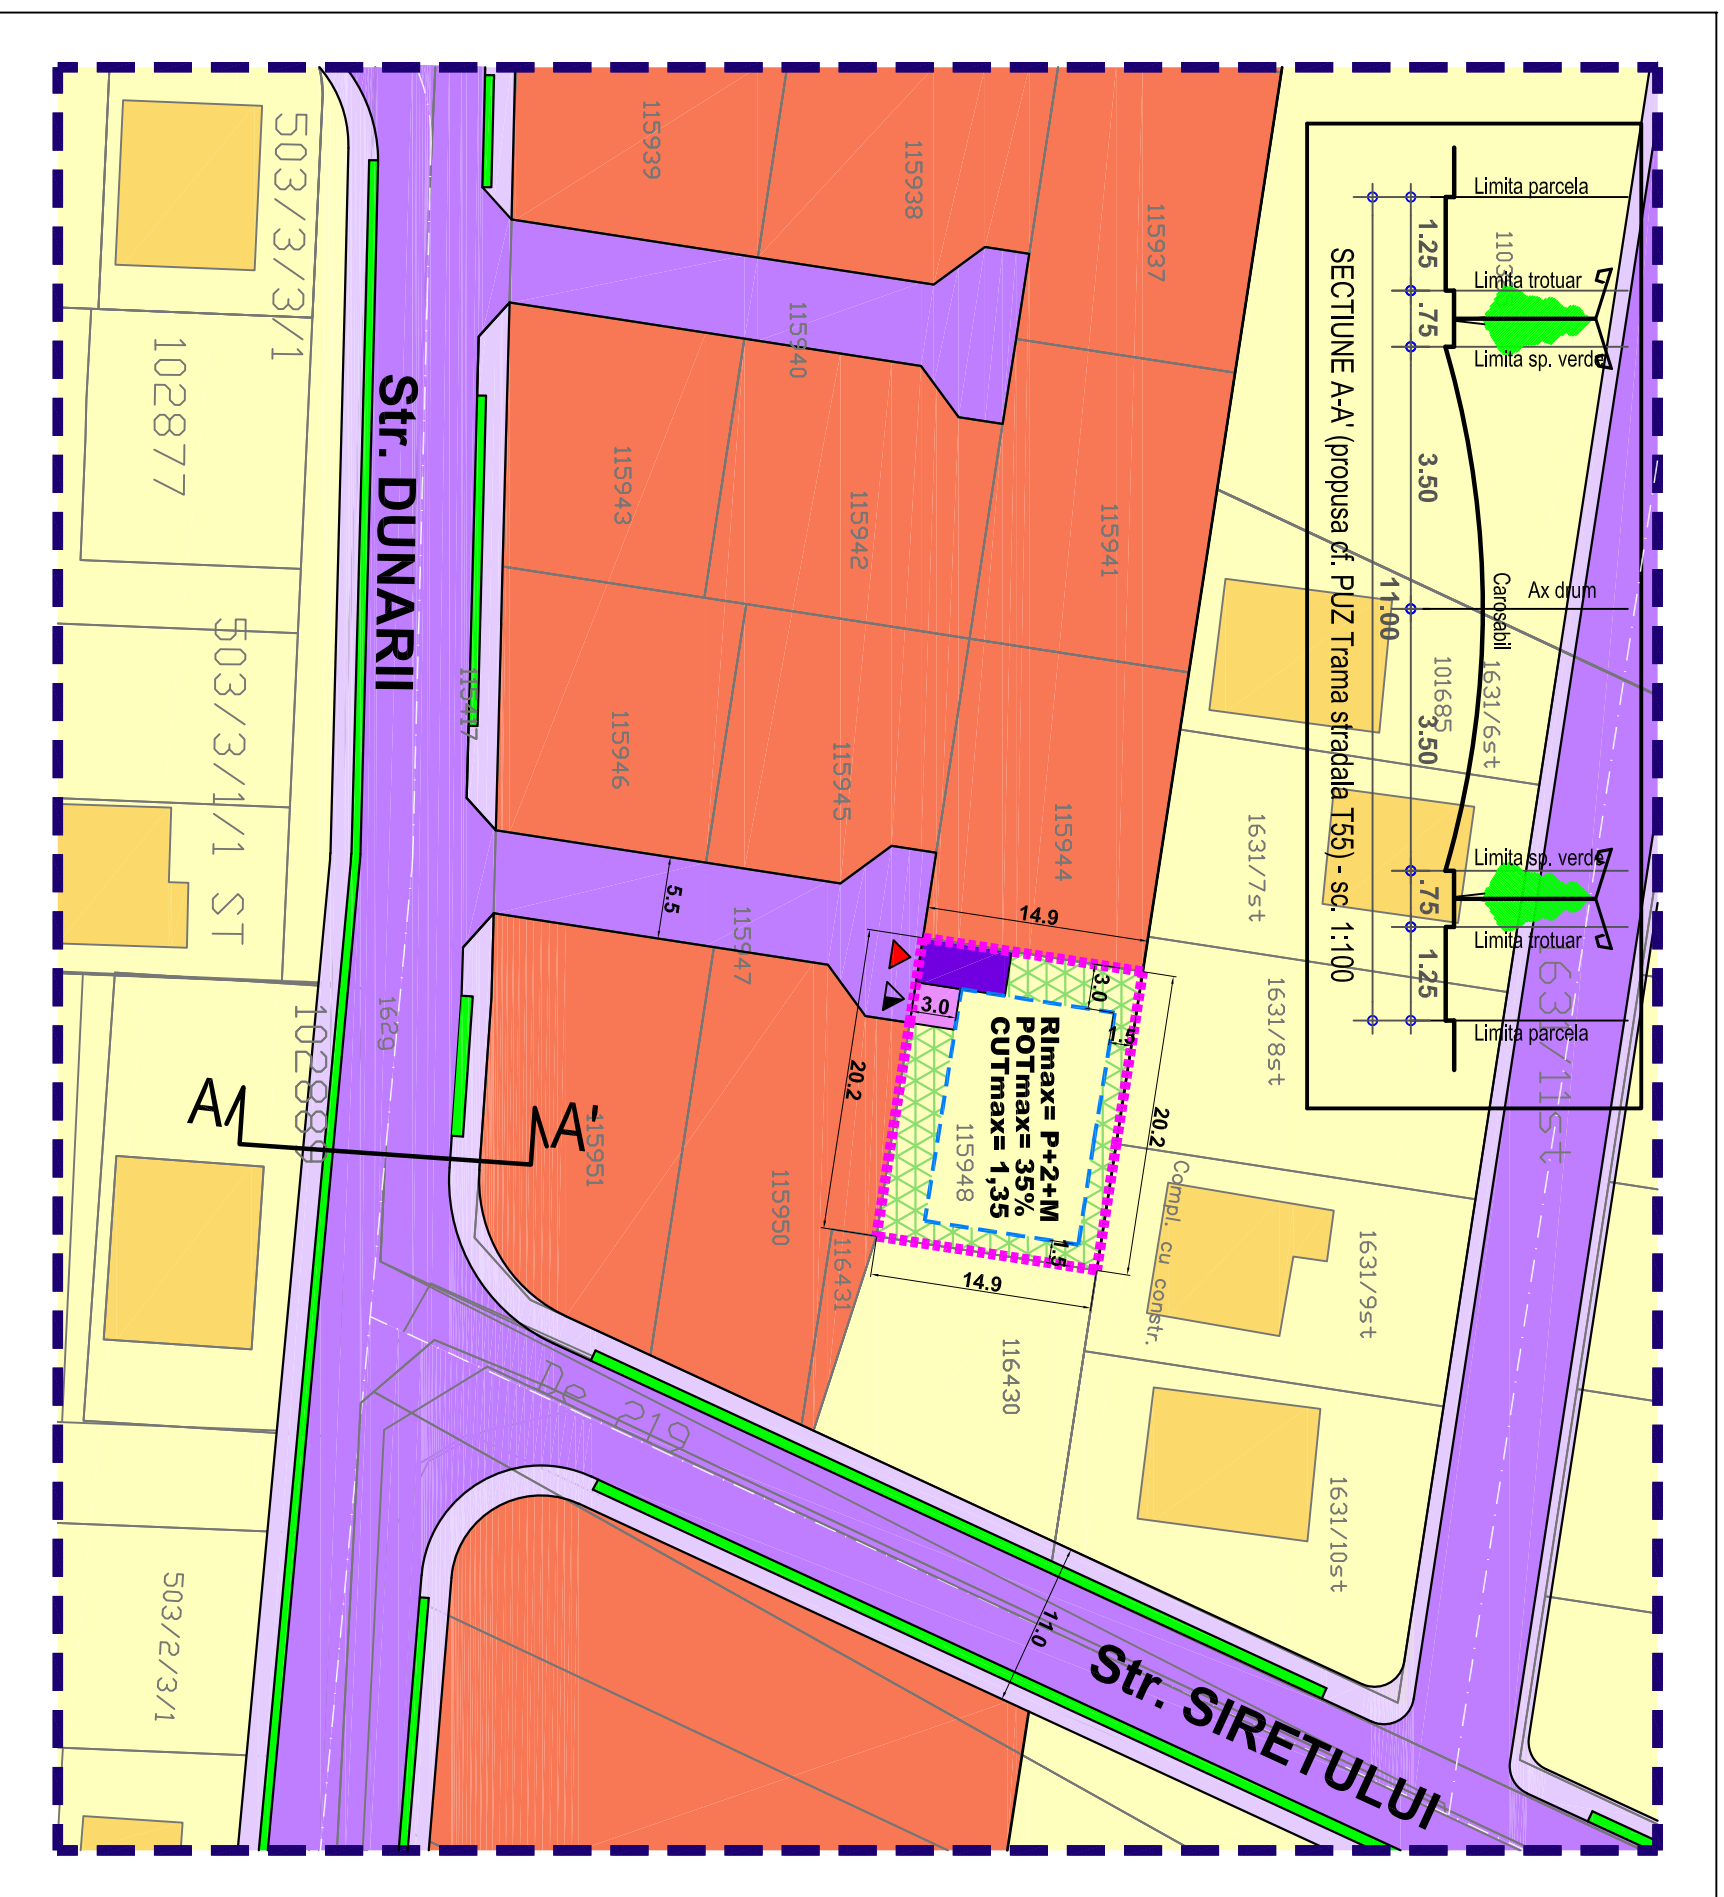 SECTIUNE A-A' (propusa cf. PUZ Trama stradala T55) - sc. 1:100
Limita parcela
Limita trotuar
Limita sp. verde
Ax drum
Carosabil
Limita sp. verde
Limita trotuar
Limita parcela
1.25
.75
3.50
3.50
.75
1.25
11.00
Str. DUNARII
Str. SIRETULUI
De 219
RImax= P+2+M
POTmax= 35%
CUTmax= 1,35
115948
14.9
20.2
20.2
14.9
3.0
3.0
1.5
1.5
5.5
11.0
A
A'
115939
115938
115937
115940
115943
115942
115941
115946
115945
115944
115947
115951
115950
116431
116430
1629
503/3/3/1
102877
503/3/1/1 ST
102889
503/2/3/1
101685
1631/6st
1631/7st
1631/8st
1631/9st
1631/10st
1631/11st
Compl. cu constr.